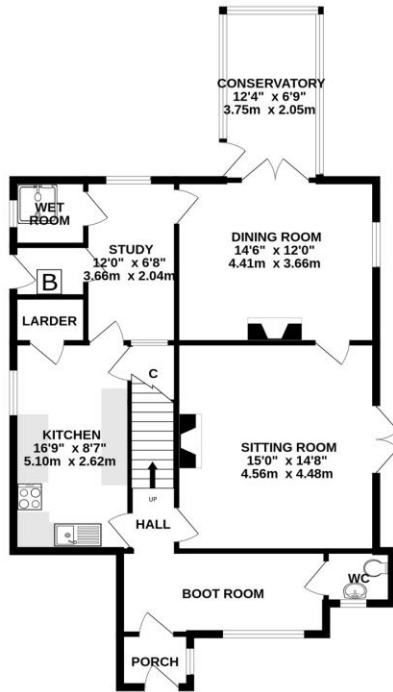 CONSERVATORY
12'4" x 6'9"
3.75m x 2.05m
WET
ROOM
STUDY
12'0" x 6'8"
3.66m x 2.04m
DINING ROOM
14'6" x 12'0"
4.41m x 3.66m
B
LARDER
C
KITCHEN
16'9" x 8'7"
5.10m x 2.62m
SITTING ROOM
15'0" x 14'8"
4.56m x 4.48m
UP
HALL
BOOT ROOM
WC
PORCH